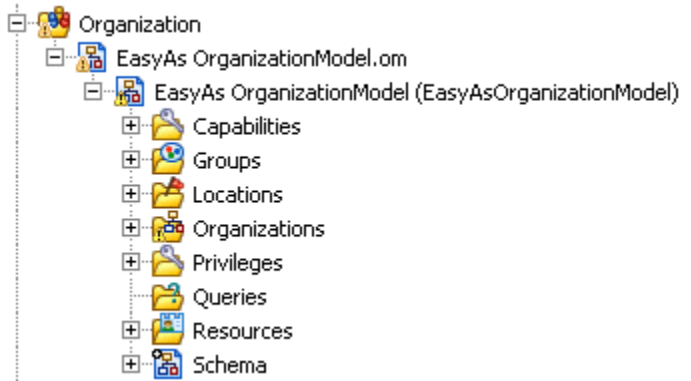 Organization
EasyAs OrganizationModel.om
EasyAs OrganizationModel (EasyAsOrganizationModel)
Capabilities
Groups
Locations
Organizations
Privileges
Queries
Resources
Schema